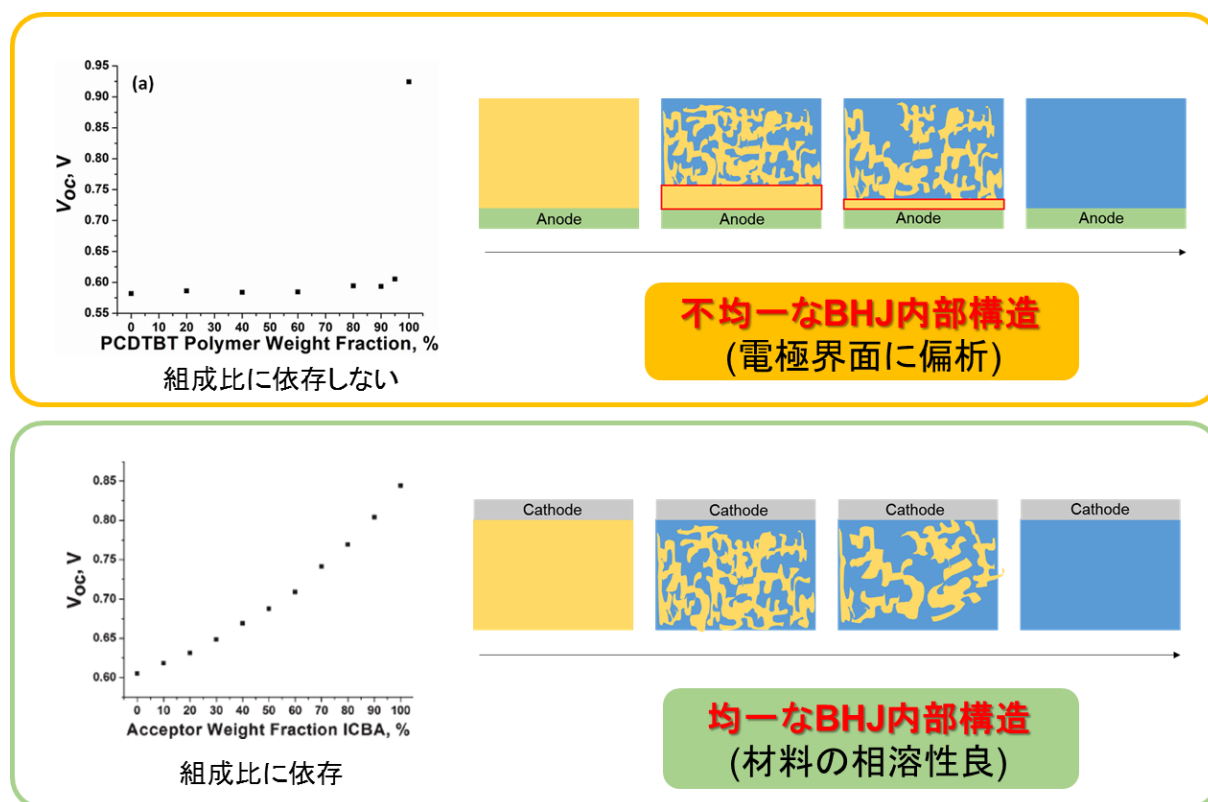 (a)
0.95
0.90
0.85
0.80
0.75
0.70
0.65
0.60
0.55
Voc, V
0 10 20 30 40 50 60 70 80 90 100
PCDTBT Polymer Weight Fraction, %
組成比に依存しない
Anode
Anode
Anode
Anode
不均一なBHJ内部構造
(電極界面に偏析)
0.85
0.80
0.75
0.70
0.65
0.60
Voc, V
0 10 20 30 40 50 60 70 80 90 100
Acceptor Weight Fraction ICBA, %
組成比に依存
Cathode
Cathode
Cathode
Cathode
均一なBHJ内部構造
(材料の相溶性良)